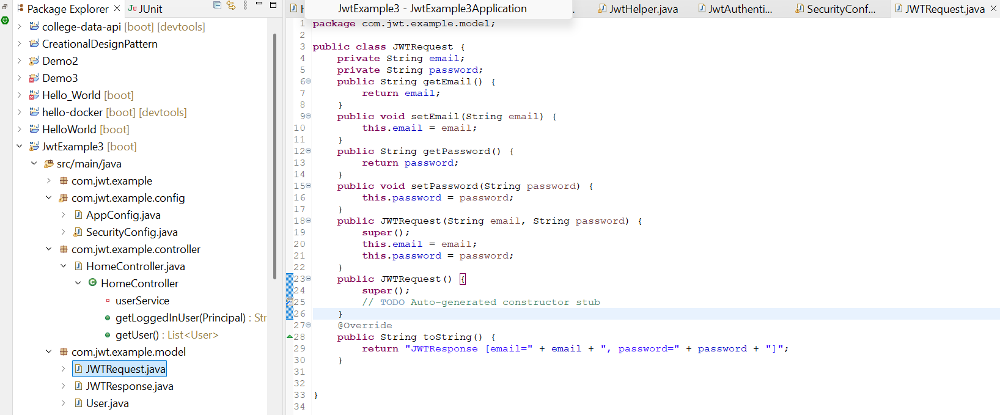 Package Explorer
JUnit
JwtExample3 - JwtExample3Application
JwtHelper.java
JwtAuthenti...
SecurityConf...
JWTRequest.java
college-data-api [boot] [devtools]
CreationalDesignPattern
Demo2
Demo3
Hello_World [boot]
hello-docker [boot] [devtools]
HelloWorld [boot]
JwtExample3 [boot]
src/main/java
com.jwt.example
com.jwt.example.config
AppConfig.java
SecurityConfig.java
com.jwt.example.controller
HomeController.java
HomeController
userService
getLoggedInUser(Principal) : Str
getUser() : List<User>
com.jwt.example.model
JWTRequest.java
JWTResponse.java
User.java
1 package com.jwt.example.model;
2
3 public class JWTRequest {
4 private String email;
5 private String password;
6 public String getEmail() {
7 return email;
8 }
9 public void setEmail(String email) {
10 this.email = email;
11 }
12 public String getPassword() {
13 return password;
14 }
15 public void setPassword(String password) {
16 this.password = password;
17 }
18 public JWTRequest(String email, String password) {
19 super();
20 this.email = email;
21 this.password = password;
22 }
23 public JWTRequest() {
24 super();
25 // TODO Auto-generated constructor stub
26 }
27 @Override
28 public String toString() {
29 return "JWTResponse [email=" + email + ", password=" + password + "]";
30 }
31
32
33 }
34